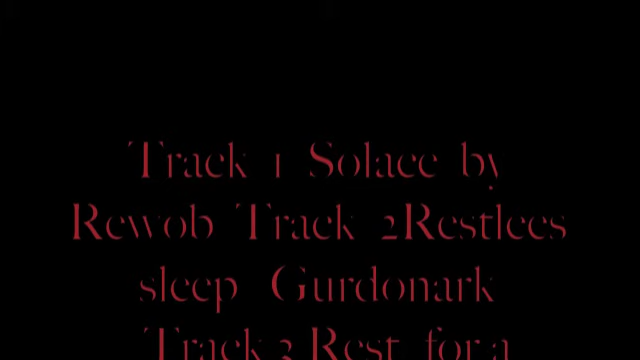 Track 1 Solace by
Rewob Track 2Restlees
sleep Gurdonark
Track 3 Rest for a